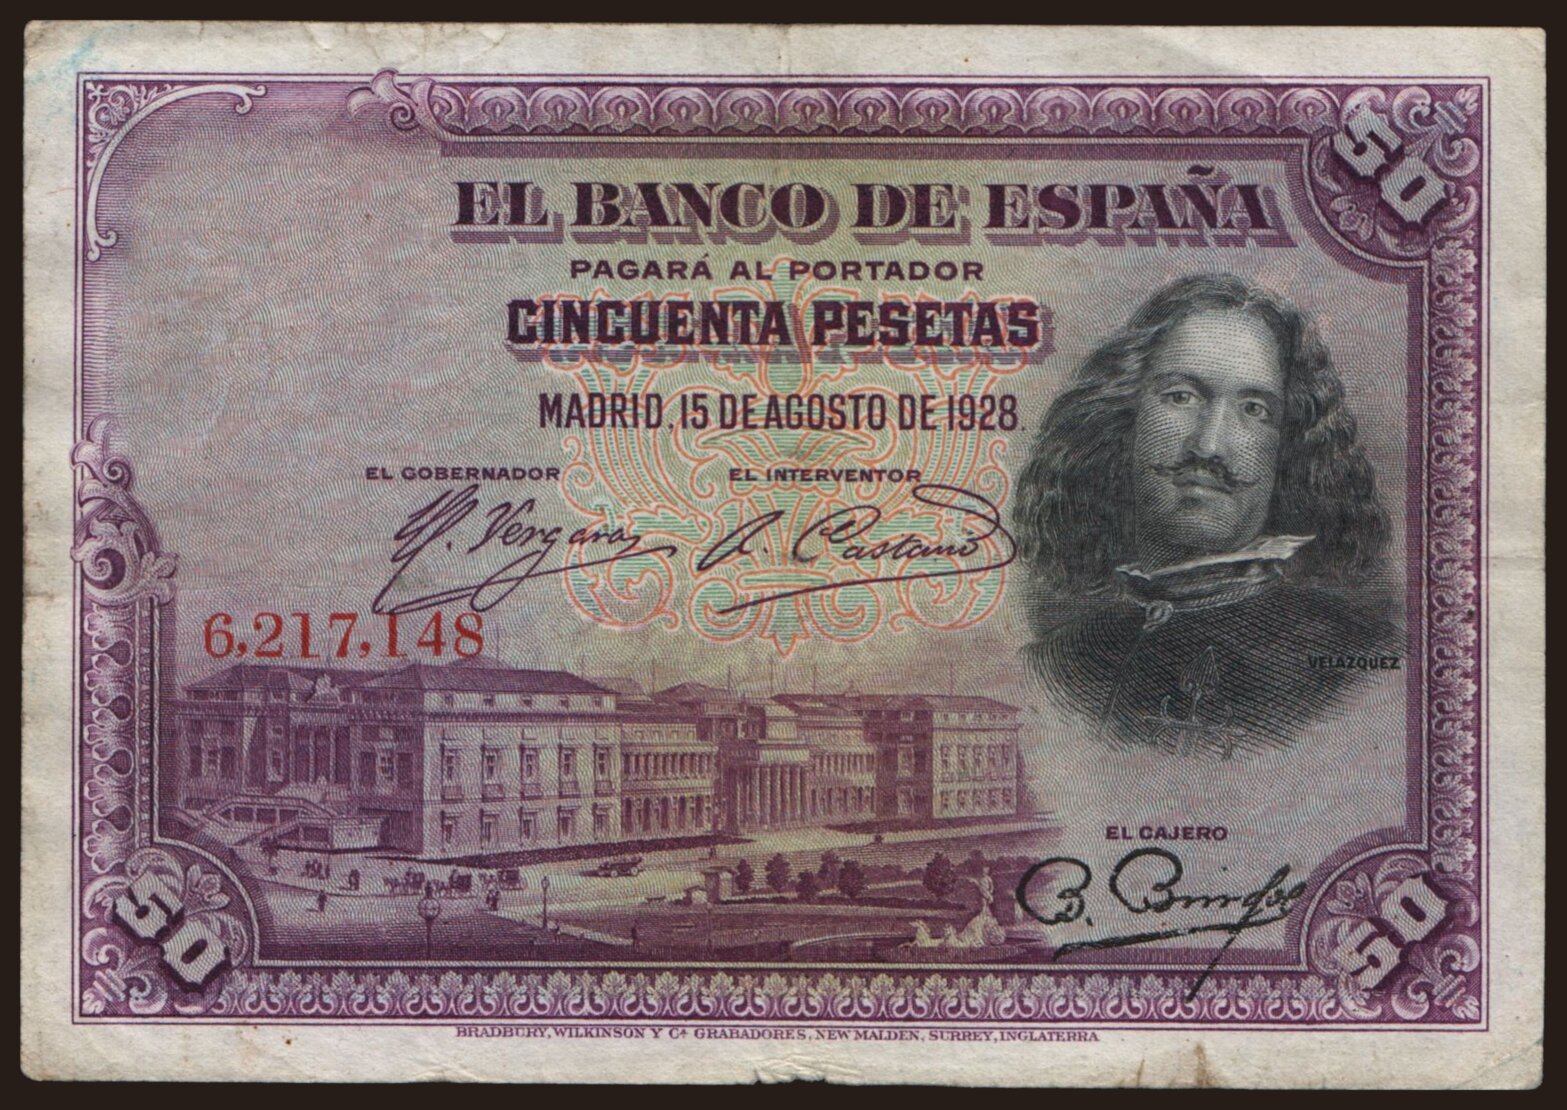 50
EL BANCO DE ESPAÑA
PAGARÁ AL PORTADOR
CINCUENTA PESETAS
MADRID, 15 DE AGOSTO DE 1928.
EL GOBERNADOR EL INTERVENTOR
Vergara
6,217,148
VELAZQUEZ
EL CAJERO
50 50
BRADBURY, WILKINSON Y Cª GRABADORES, NEW MALDEN, SURREY, INGLATERRA